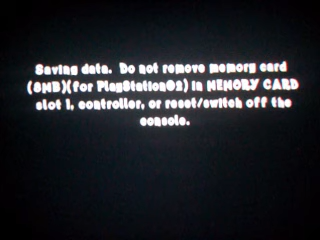 Saving data. Do not remove memory card
(8MB)(for PlayStation®2) in MEMORY CARD
slot 1, controller, or reset/switch off the
console.